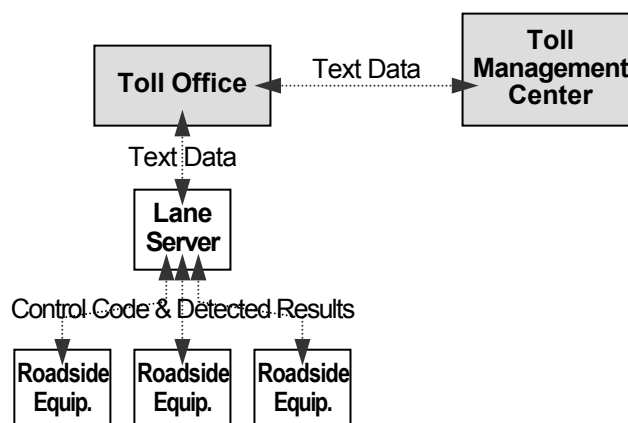 Toll Office
Text Data
Toll
Management
Center
Text Data
Lane
Server
Control Code & Detected Results
Roadside
Equip.
Roadside
Equip.
Roadside
Equip.